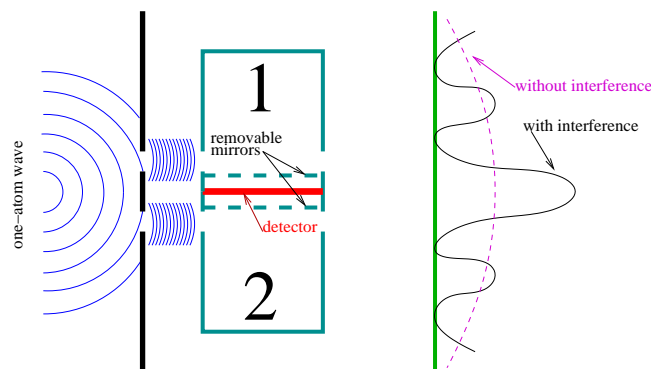 one-atom wave
1
removable
mirrors
detector
2
without interference
with interference